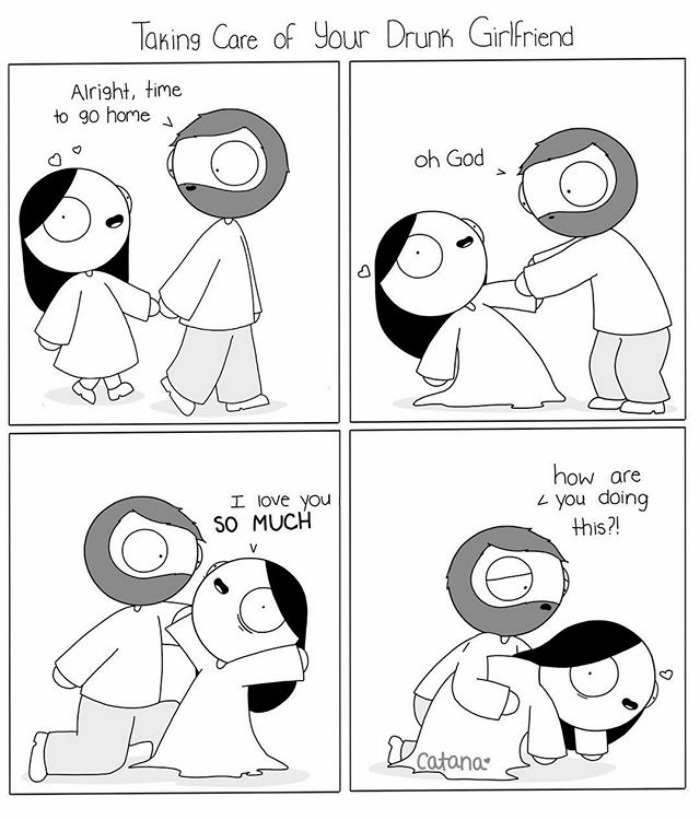 Taking Care of Your Drunk Girlfriend
Alright, time
to go home
oh God
I love you
SO MUCH
how are
you doing
this?!
Catana